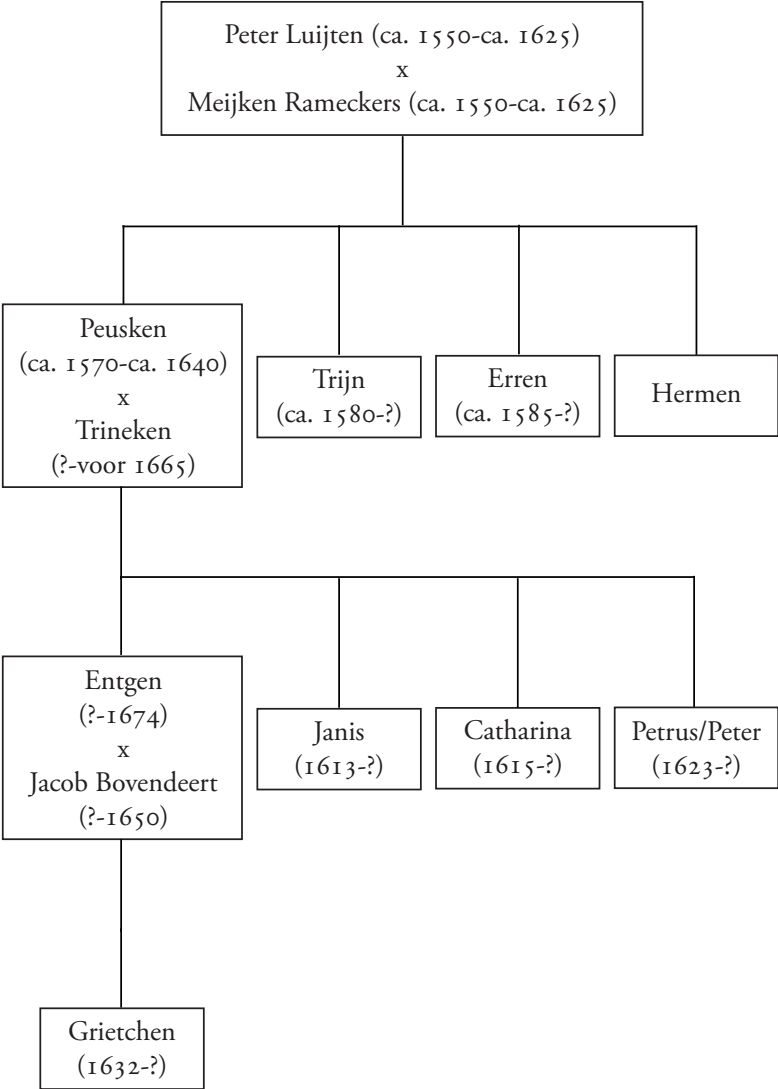 Peter Luijten (ca. 1550-ca. 1625)
x
Meijken Rameckers (ca. 1550-ca. 1625)
Peusken
(ca. 1570-ca. 1640)
x
Trineken
(?-voor 1665)
Trijn
(ca. 1580-?)
Erren
(ca. 1585-?)
Hermen
Entgen
(?-1674)
x
Jacob Bovendeert
(?-1650)
Janis
(1613-?)
Catharina
(1615-?)
Petrus/Peter
(1623-?)
Grietchen
(1632-?)